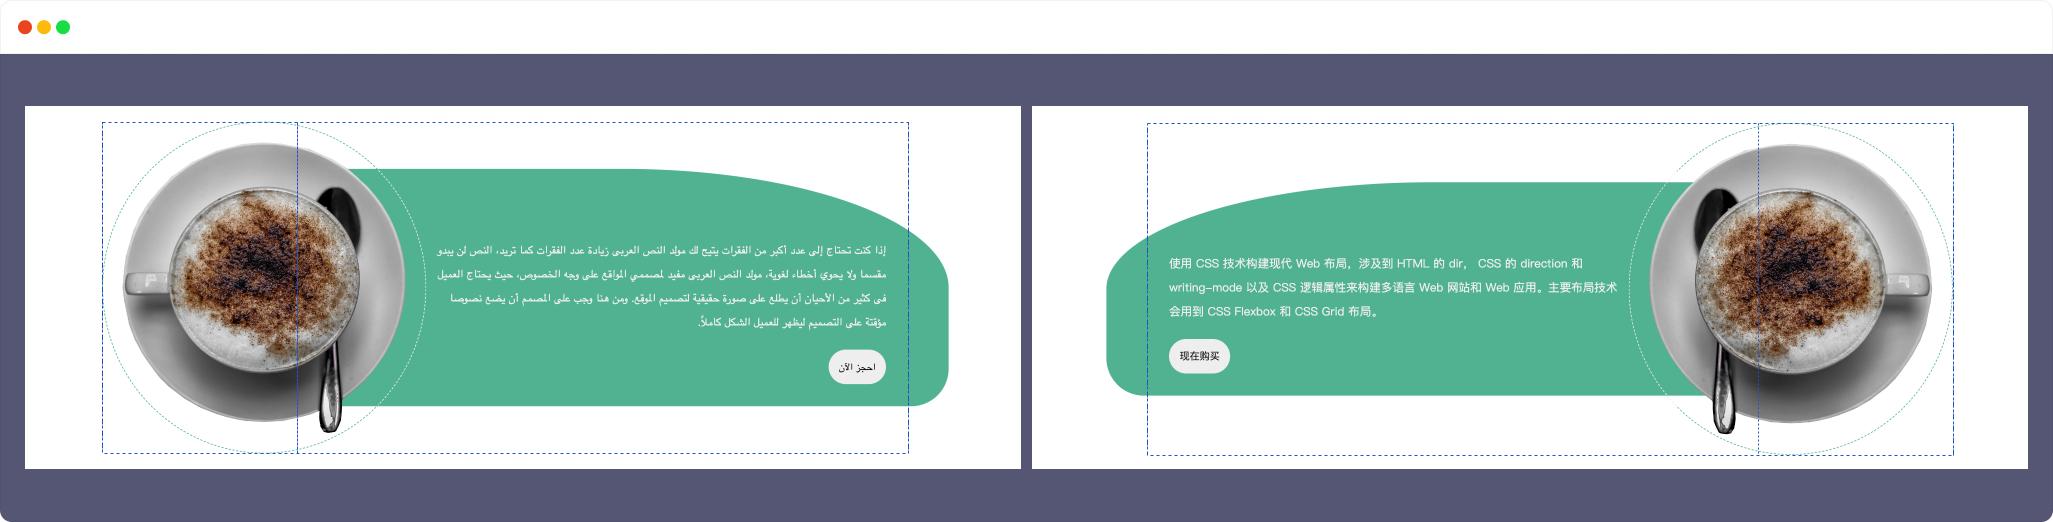 إذا كنت تحتاج إلى عدد أكبر من الفقرات يتيح لك مولد النص العربى زيادة عدد الفقرات كما تريد، النص لن يبدو
مقسما ولا يحوي أخطاء لغوية، مولد النص العربى مفيد لمصممي المواقع على وجه الخصوص، حيث يحتاج العميل
فى كثير من الأحيان أن يطلع على صورة حقيقية لتصميم الموقع. ومن هنا وجب على المصمم أن يضع نصوصا
مؤقتة على التصميم ليظهر للعميل الشكل كاملاً.
احجز الآن
使用 CSS 技术构建现代 Web 布局，涉及到 HTML 的 dir， CSS 的 direction 和
writing-mode 以及 CSS 逻辑属性来构建多语言 Web 网站和 Web 应用。主要布局技术
会用到 CSS Flexbox 和 CSS Grid 布局。
现在购买